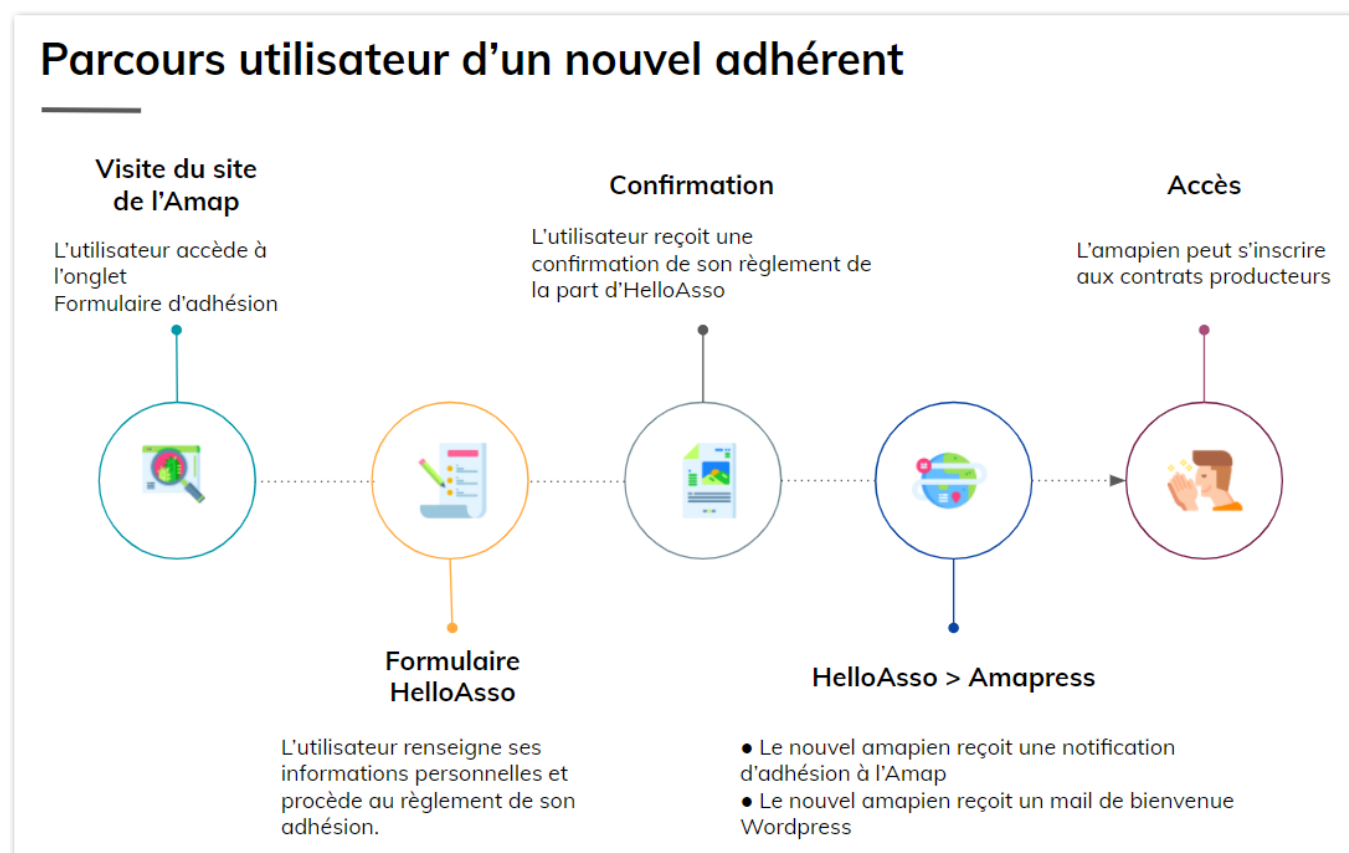 Parcours utilisateur d’un nouvel adhérent
Visite du site
de l’Amap
L’utilisateur accède à
l’onglet
Formulaire d’adhésion
Formulaire
HelloAsso
L’utilisateur renseigne ses
informations personnelles et
procède au règlement de son
adhésion.
Confirmation
L’utilisateur reçoit une
confirmation de son règlement de
la part d’HelloAsso
HelloAsso > Amapress
● Le nouvel amapien reçoit une notification
d’adhésion à l’Amap
● Le nouvel amapien reçoit un mail de bienvenue
Wordpress
Accès
L’amapien peut s’inscrire
aux contrats producteurs